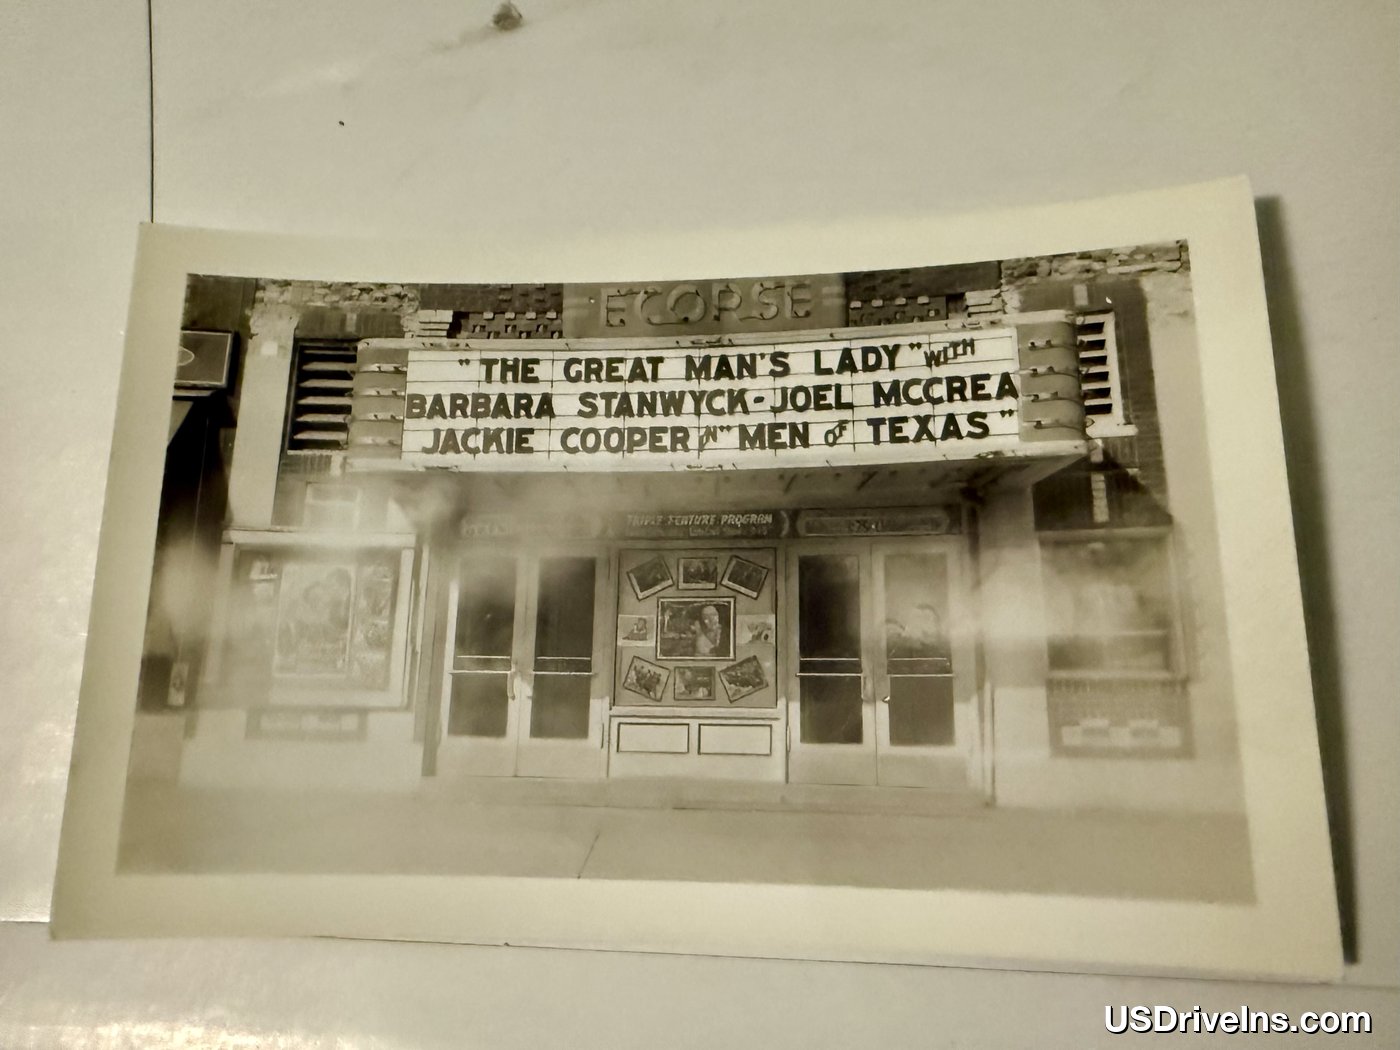 ECORSE
"THE GREAT MAN'S LADY" WITH
BARBARA STANWYCK-JOEL MCCREA
JACKIE COOPER IN "MEN OF TEXAS"
TRIPLE FEATURE PROGRAM
USDriveIns.com